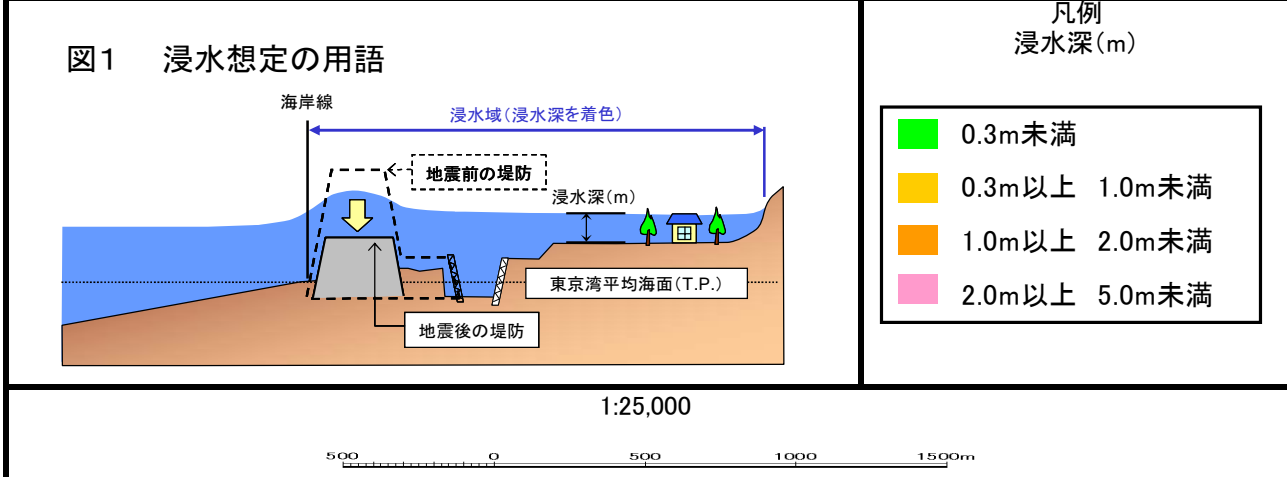 図1 浸水想定の用語
海岸線
浸水域(浸水深を着色)
地震前の堤防
浸水深(m)
東京湾平均海面(T.P.)
地震後の堤防
凡例
浸水深(m)
0.3m未満
0.3m以上 1.0m未満
1.0m以上 2.0m未満
2.0m以上 5.0m未満
1:25,000
500 0 500 1000 1500m